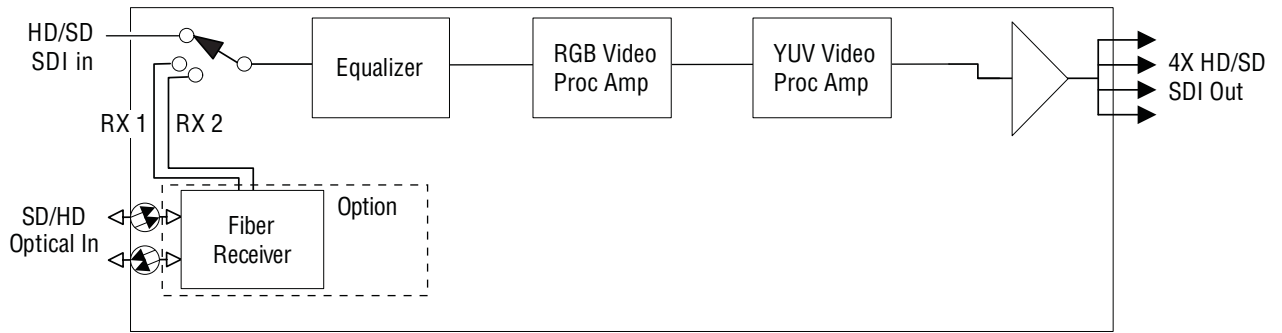 HD/SD
SDI in
Equalizer
RGB Video
Proc Amp
YUV Video
Proc Amp
4X HD/SD
SDI Out
RX 1
RX 2
SD/HD
Optical In
Fiber
Receiver
Option